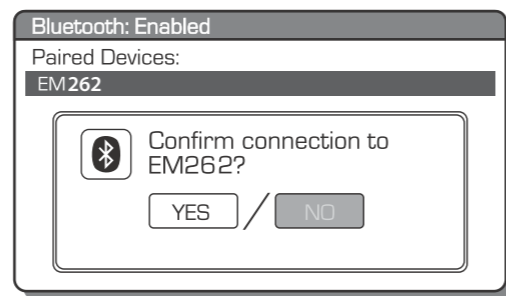 Bluetooth: Enabled
Paired Devices:
EM262
Confirm connection to
EM262?
YES / NO